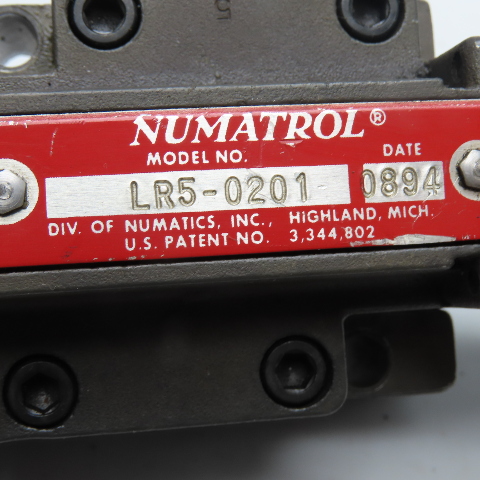 NUMATROL®
MODEL NO. DATE
LR5-0201 0894
DIV. OF NUMATICS, INC., HIGHLAND, MICH.
U.S. PATENT NO. 3,344,802